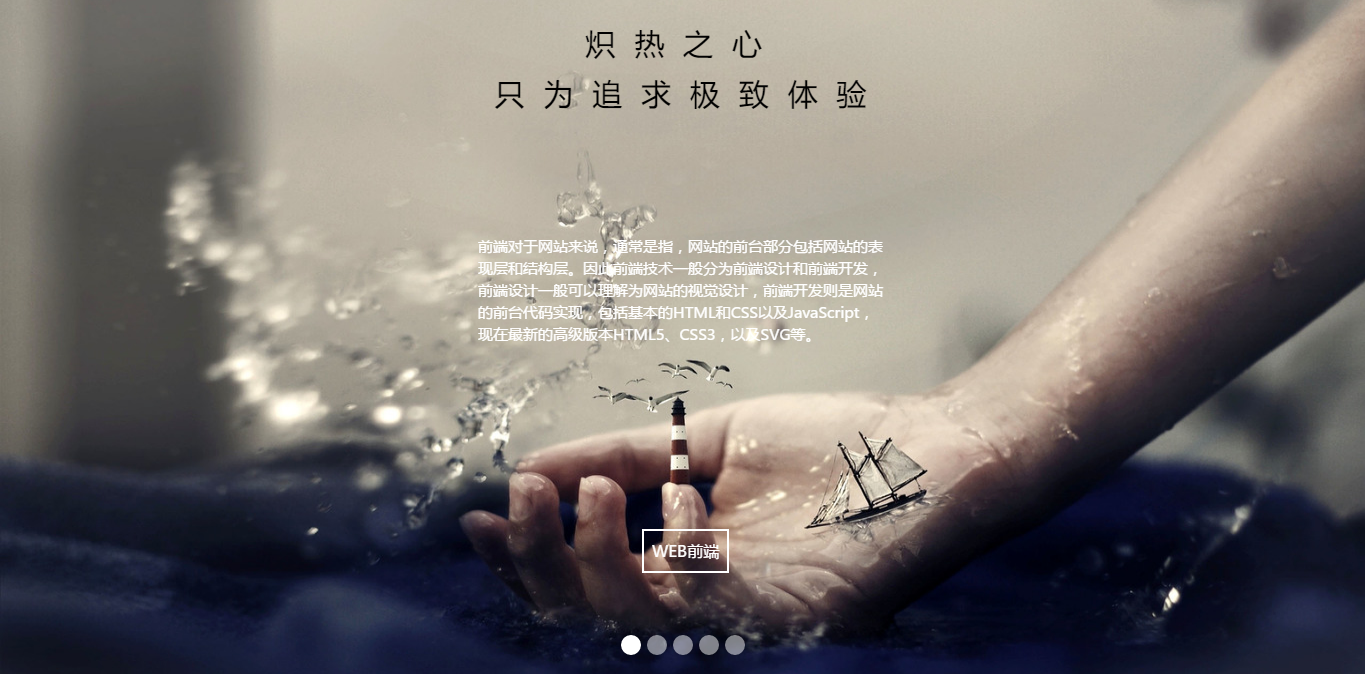 炽热之心
只为追求极致体验
前端对于网站来说，通常是指，网站的前台部分包括网站的表
现层和结构层。因此前端技术一般分为前端设计和前端开发，
前端设计一般可以理解为网站的视觉设计，前端开发则是网站
的前台代码实现，包括基本的HTML和CSS以及JavaScript，
现在最新的高级版本HTML5、CSS3，以及SVG等。
WEB前端